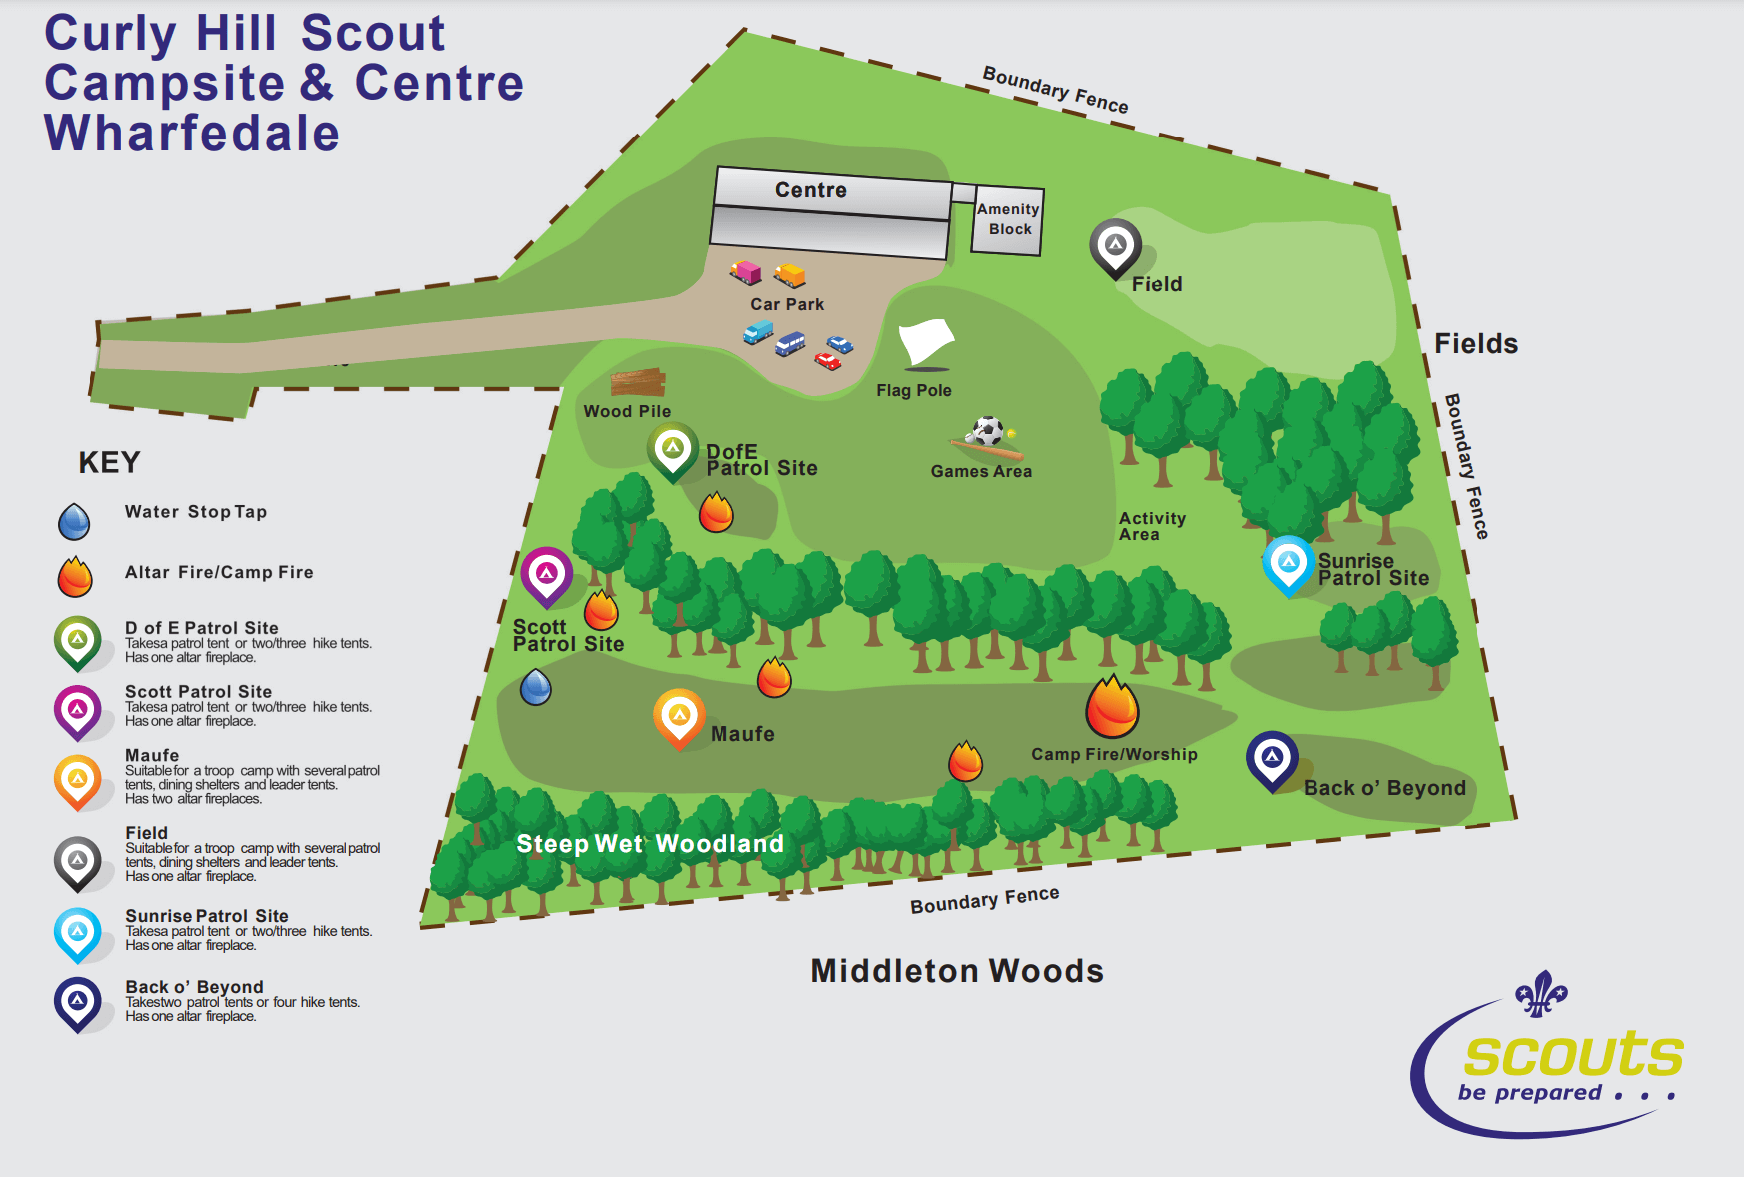 Curly Hill Scout
Campsite & Centre
Wharfedale
Boundary Fence
Centre
Amenity
Block
Field
Car Park
Fields
Flag Pole
Wood Pile
Boundary Fence
DofE
Patrol Site
Games Area
Activity
Area
Sunrise
Patrol Site
Scott
Patrol Site
Maufe
Camp Fire/Worship
Back o' Beyond
Steep Wet Woodland
Boundary Fence
Middleton Woods
KEY
Water Stop Tap
Altar Fire/Camp Fire
D of E Patrol Site
Takesa patrol tent or two/three hike tents.
Has one altar fireplace.
Scott Patrol Site
Takesa patrol tent or two/three hike tents.
Has one altar fireplace.
Maufe
Suitable for a troop camp with several patrol
tents, dining shelters and leader tents.
Has two altar fireplaces.
Field
Suitable for a troop camp with several patrol
tents, dining shelters and leader tents.
Has one altar fireplace.
Sunrise Patrol Site
Takesa patrol tent or two/three hike tents.
Has one altar fireplace.
Back o' Beyond
Takestwo patrol tents or four hike tents.
Has one altar fireplace.
scouts
be prepared . . .